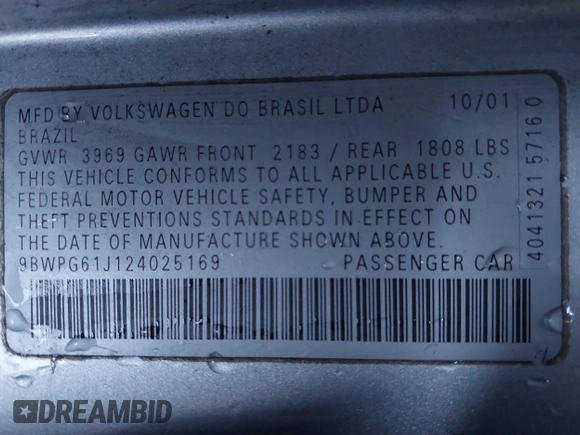 MFD BY VOLKSWAGEN DO BRASIL LTDA 10/01
BRAZIL
GVWR 3969 GAWR FRONT 2183 / REAR 1808 LBS
THIS VEHICLE CONFORMS TO ALL APPLICABLE U.S.
FEDERAL MOTOR VEHICLE SAFETY, BUMPER AND
THEFT PREVENTIONS STANDARDS IN EFFECT ON
THE DATE OF MANUFACTURE SHOWN ABOVE.
9BWPG61J124025169 PASSENGER CAR
40413215716 0
DREAMBID